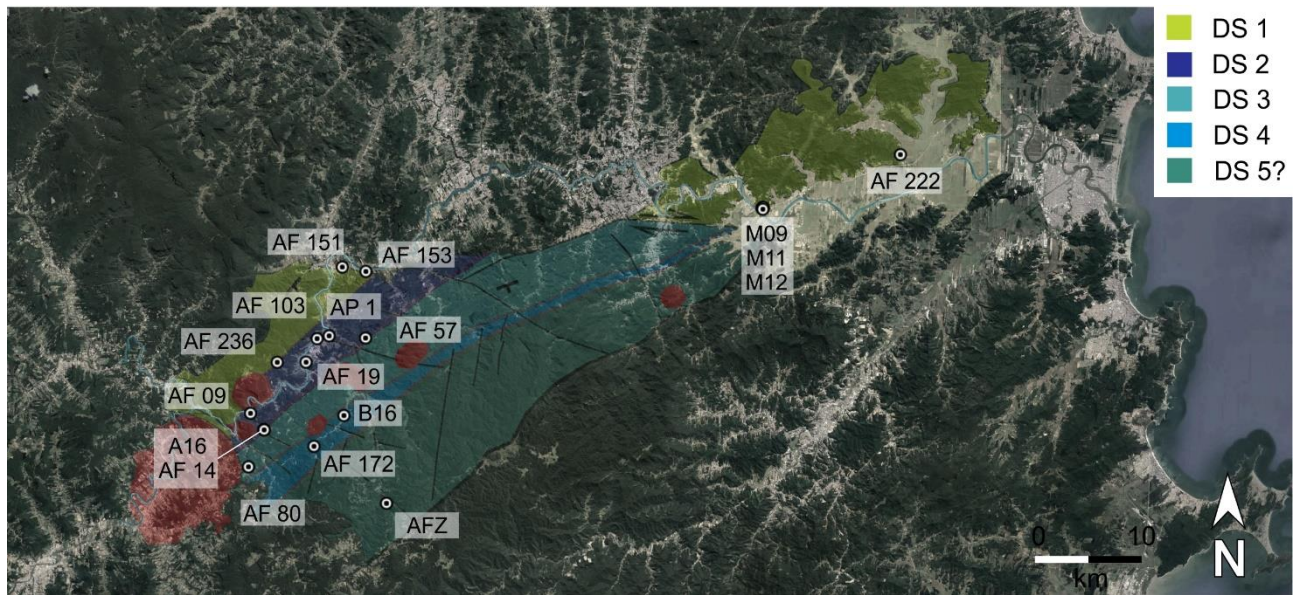 DS 1
DS 2
DS 3
DS 4
DS 5?
AF 222
M09
M11
M12
AF 151
AF 153
AF 103
AP 1
AF 57
AF 236
AF 19
AF 09
B16
A16
AF 14
AF 172
AF 80
AFZ
0 10
km
N